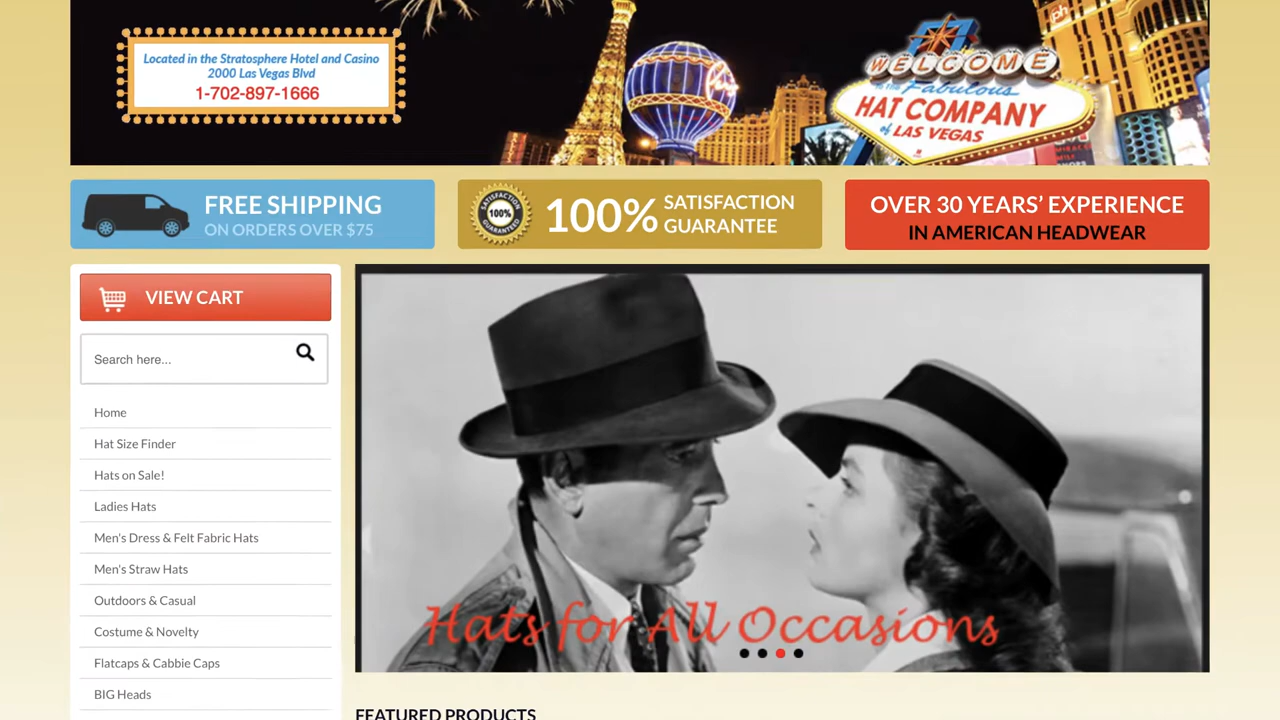 Located in the Stratosphere Hotel and Casino
2000 Las Vegas Blvd
1-702-897-1666
WELCOME
to the Fabulous
HAT COMPANY
of LAS VEGAS
ph
FREE SHIPPING
ON ORDERS OVER $75
SATISFACTION
100%
GUARANTEED
100% SATISFACTION
GUARANTEE
OVER 30 YEARS' EXPERIENCE
IN AMERICAN HEADWEAR
VIEW CART
Search here...
Home
Hat Size Finder
Hats on Sale!
Ladies Hats
Men's Dress & Felt Fabric Hats
Men's Straw Hats
Outdoors & Casual
Costume & Novelty
Flatcaps & Cabbie Caps
BIG Heads
Hats for All Occasions
FEATURED PRODUCTS